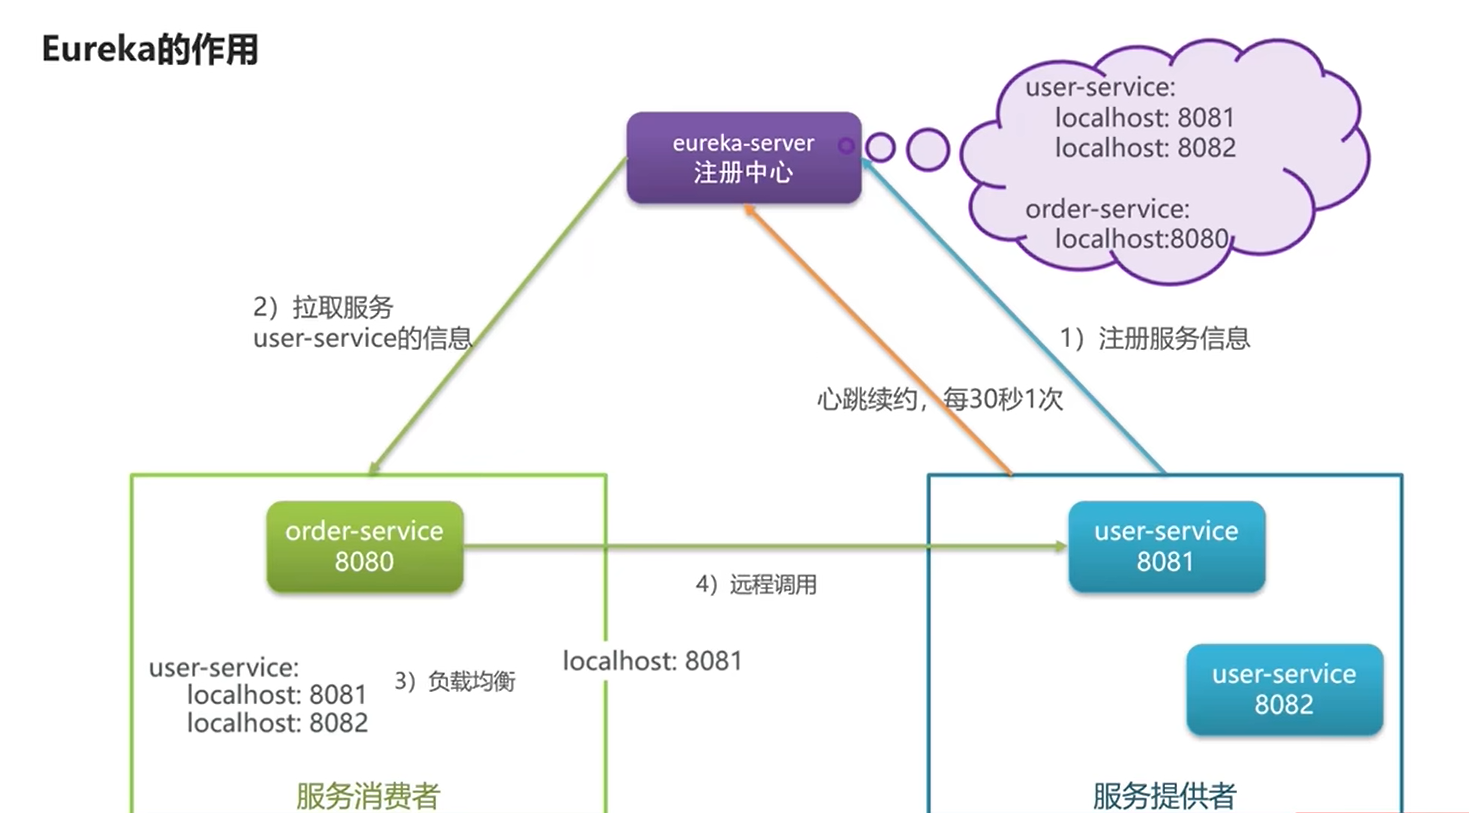 Eureka的作用
eureka-server
注册中心
user-service:
localhost: 8081
localhost: 8082
order-service:
localhost:8080
2）拉取服务
user-service的信息
1）注册服务信息
心跳续约，每30秒1次
order-service
8080
user-service
8081
4）远程调用
user-service:
localhost: 8081
localhost: 8082
3）负载均衡
localhost: 8081
user-service
8082
服务消费者
服务提供者